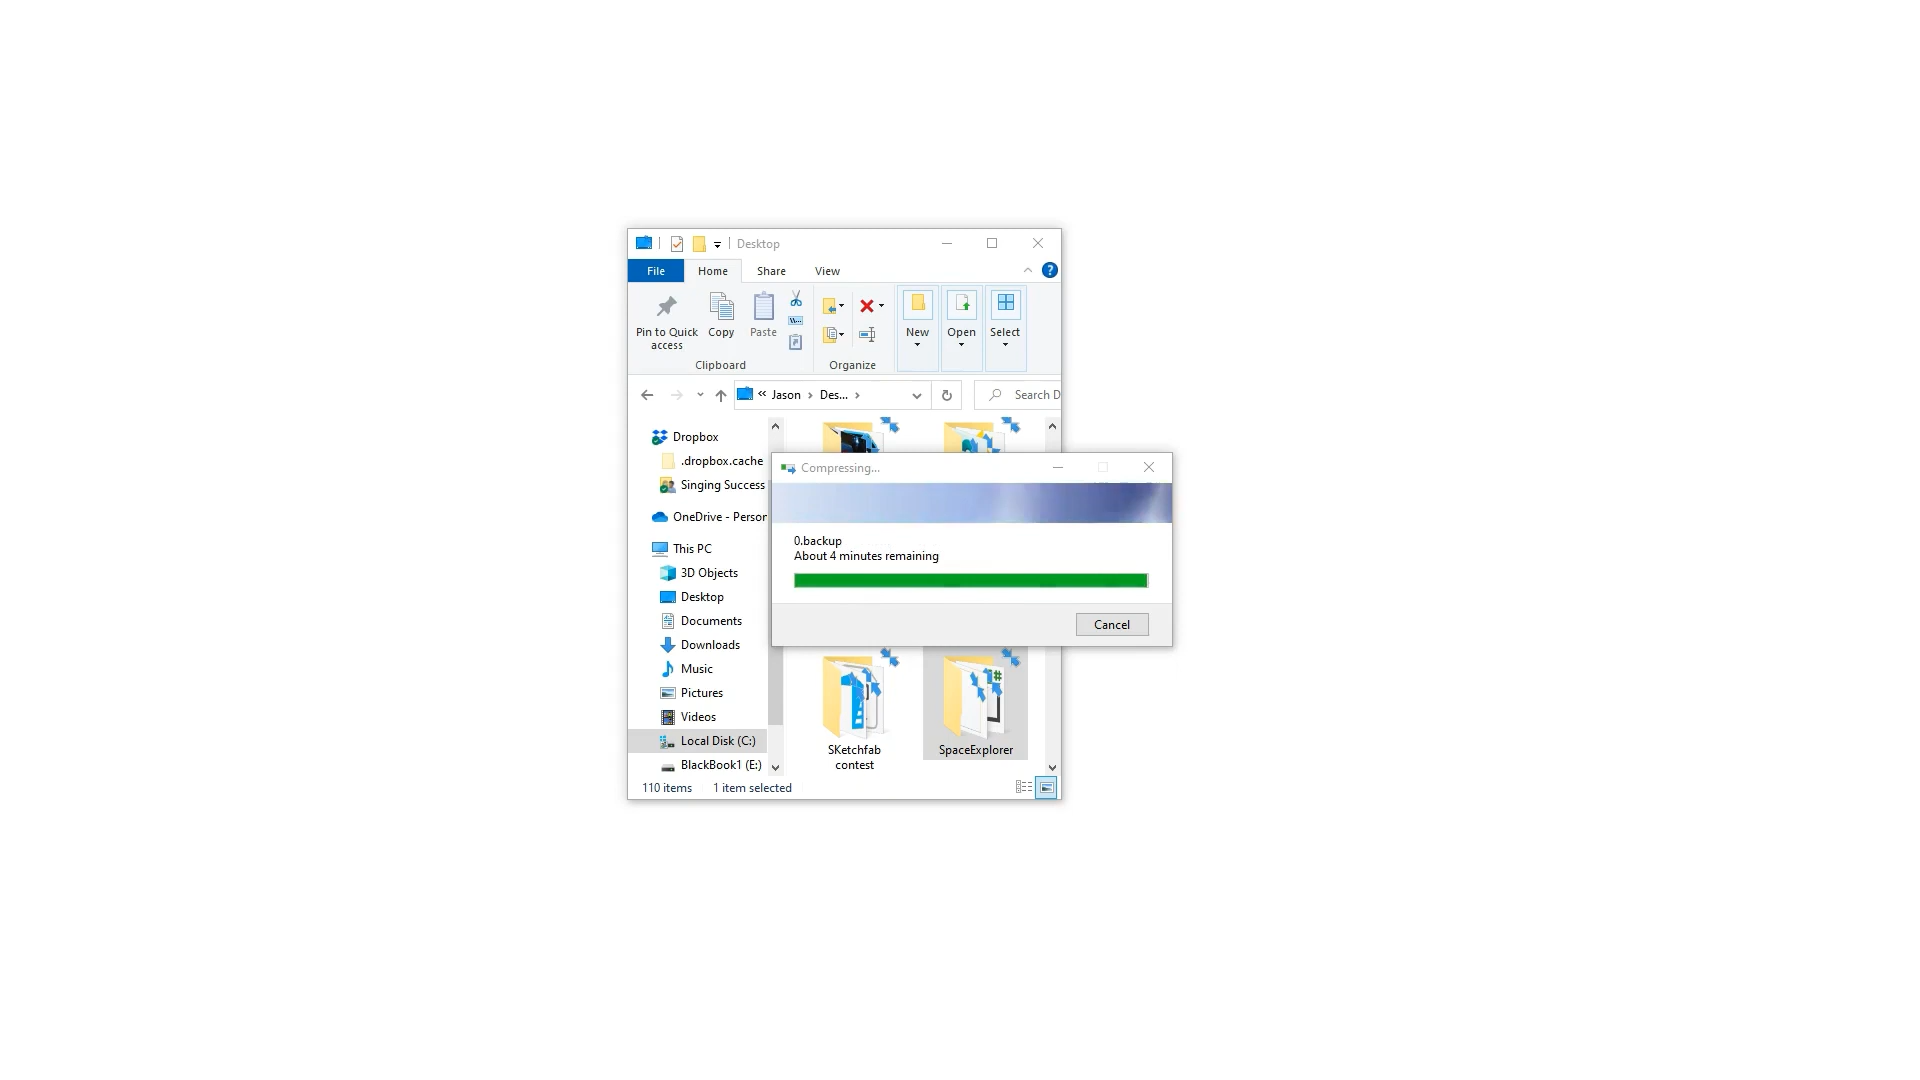 Desktop
File Home Share View
?
Pin to Quick
access
Copy
Paste
New
Open
Select
Clipboard
Organize
« Jason › Des... ›
Search D
Dropbox
.dropbox.cache
Singing Success
OneDrive - Person
This PC
3D Objects
Desktop
Documents
Downloads
Music
Pictures
Videos
Local Disk (C:)
BlackBook1 (E:)
Compressing...
0.backup
About 4 minutes remaining
Cancel
SKetchfab
contest
SpaceExplorer
110 items 1 item selected